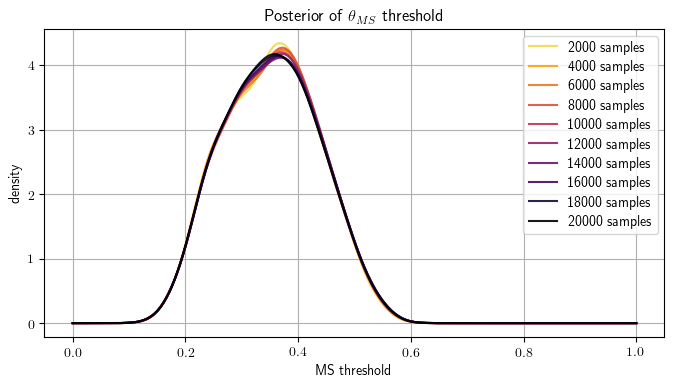 Posterior of θ_MS threshold
density
4
3
2
1
0
0.0 0.2 0.4 0.6 0.8 1.0
MS threshold
2000 samples
4000 samples
6000 samples
8000 samples
10000 samples
12000 samples
14000 samples
16000 samples
18000 samples
20000 samples